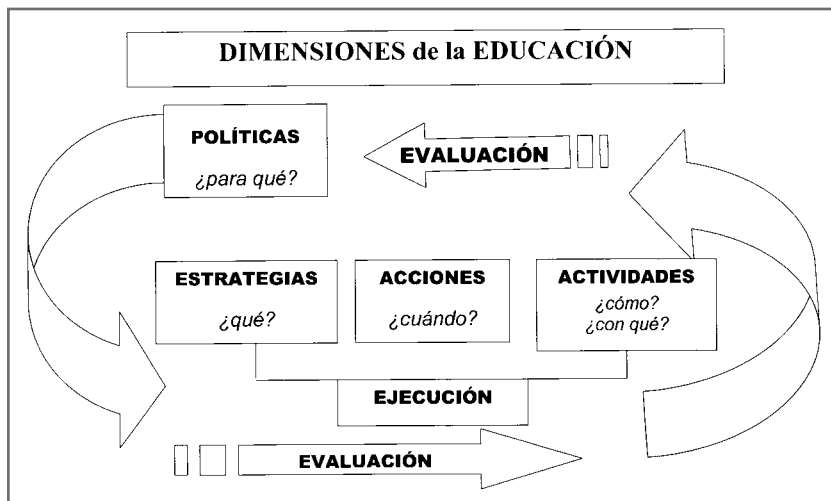 DIMENSIONES de la EDUCACIÓN
POLÍTICAS
¿para qué?
EVALUACIÓN
ESTRATEGIAS
¿qué?
ACCIONES
¿cuándo?
ACTIVIDADES
¿cómo?
¿con qué?
EJECUCIÓN
EVALUACIÓN